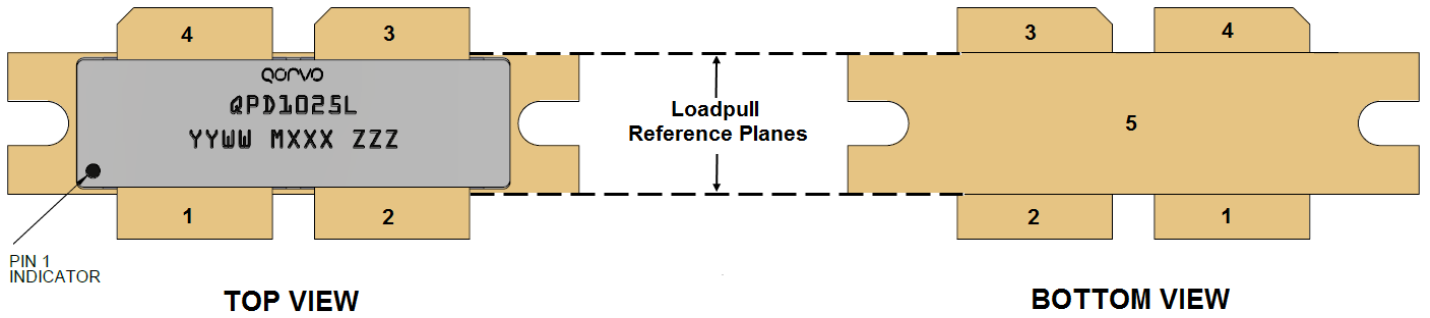 4
3
3
4
QORVO
QPD1025L
YYWW MXXX ZZZ
Loadpull
Reference Planes
5
1
2
2
1
PIN 1
INDICATOR
TOP VIEW
BOTTOM VIEW